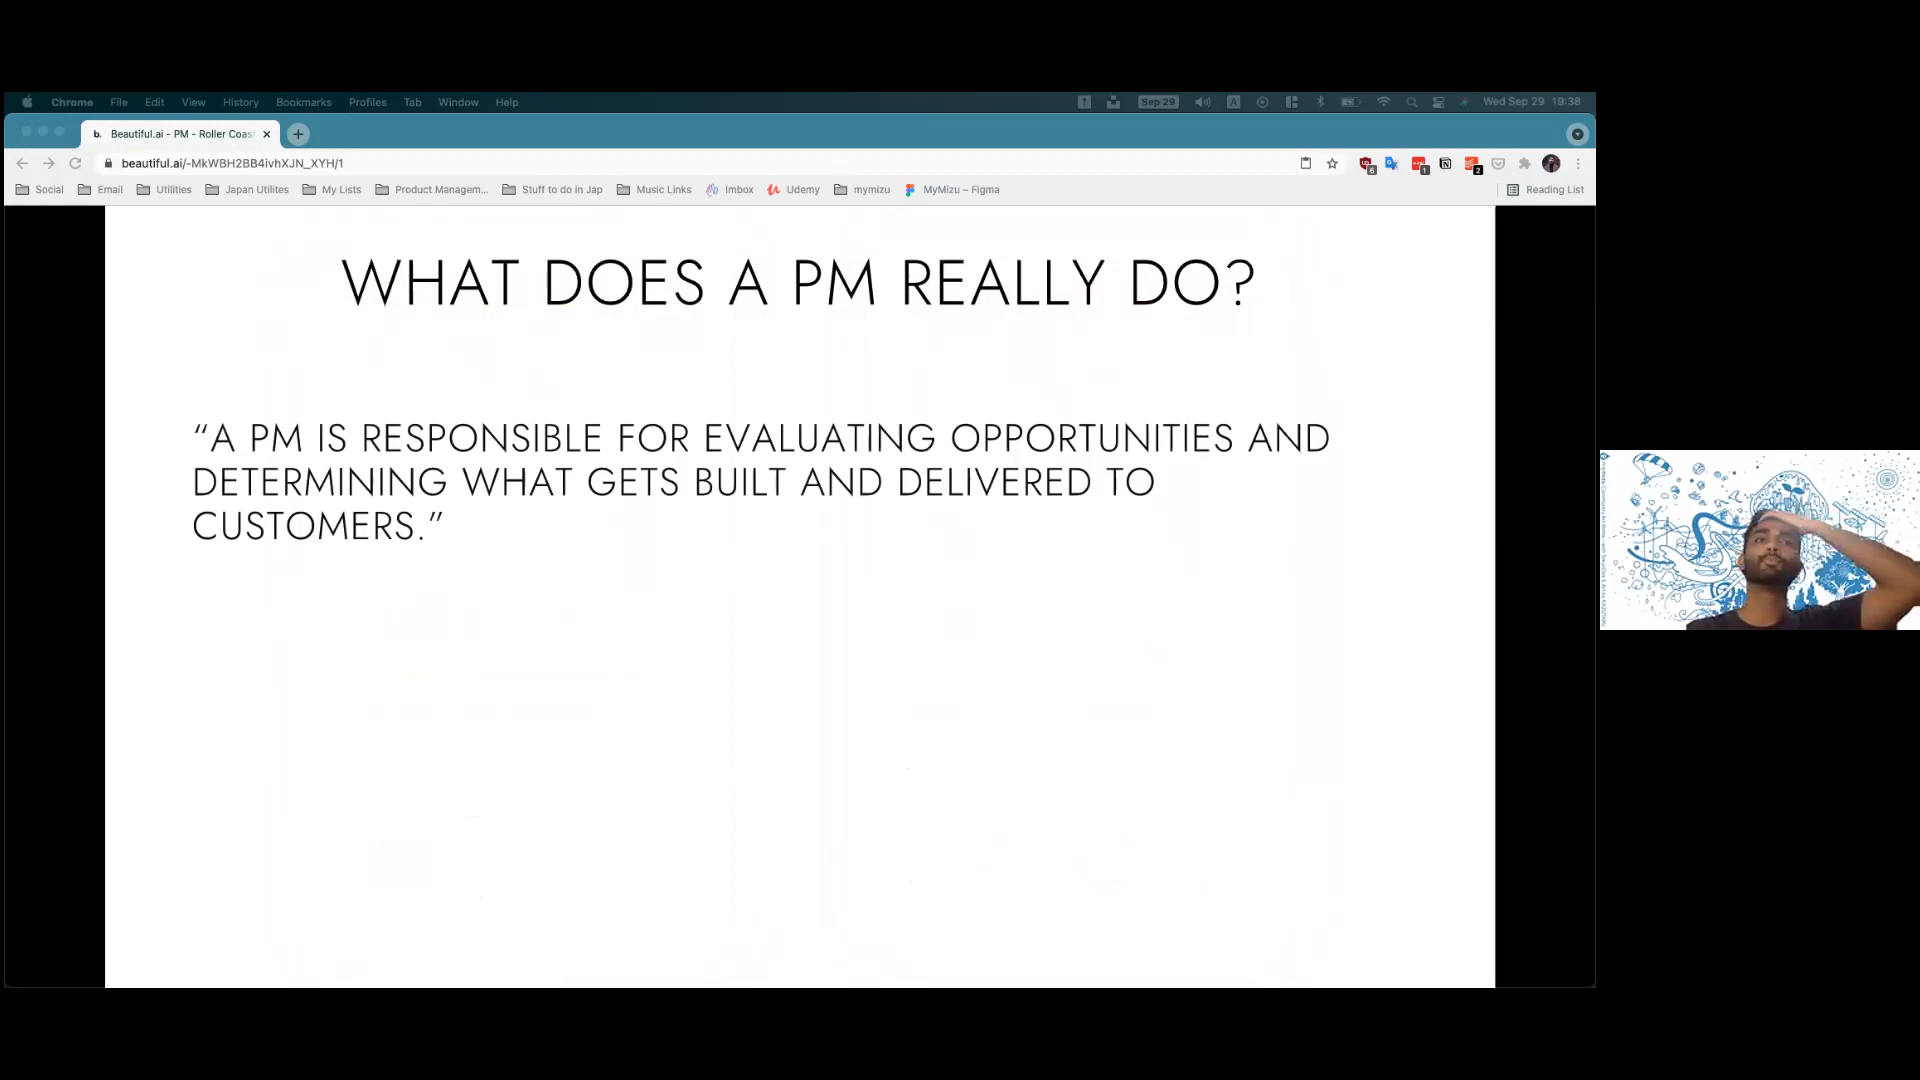 Chrome File Edit View History Bookmarks Profiles Tab Window Help Sep 29 A Wed Sep 29 19:38
b. Beautiful.ai - PM - Roller Coas
beautiful.ai/-MkWBH2BB4ivhXJN_XYH/1 6 1 2
Social Email Utilities Japan Utilites My Lists Product Managem... Stuff to do in Jap Music Links Imbox Udemy mymizu MyMizu – Figma Reading List
WHAT DOES A PM REALLY DO?
“A PM IS RESPONSIBLE FOR EVALUATING OPPORTUNITIES AND
DETERMINING WHAT GETS BUILT AND DELIVERED TO
CUSTOMERS.”